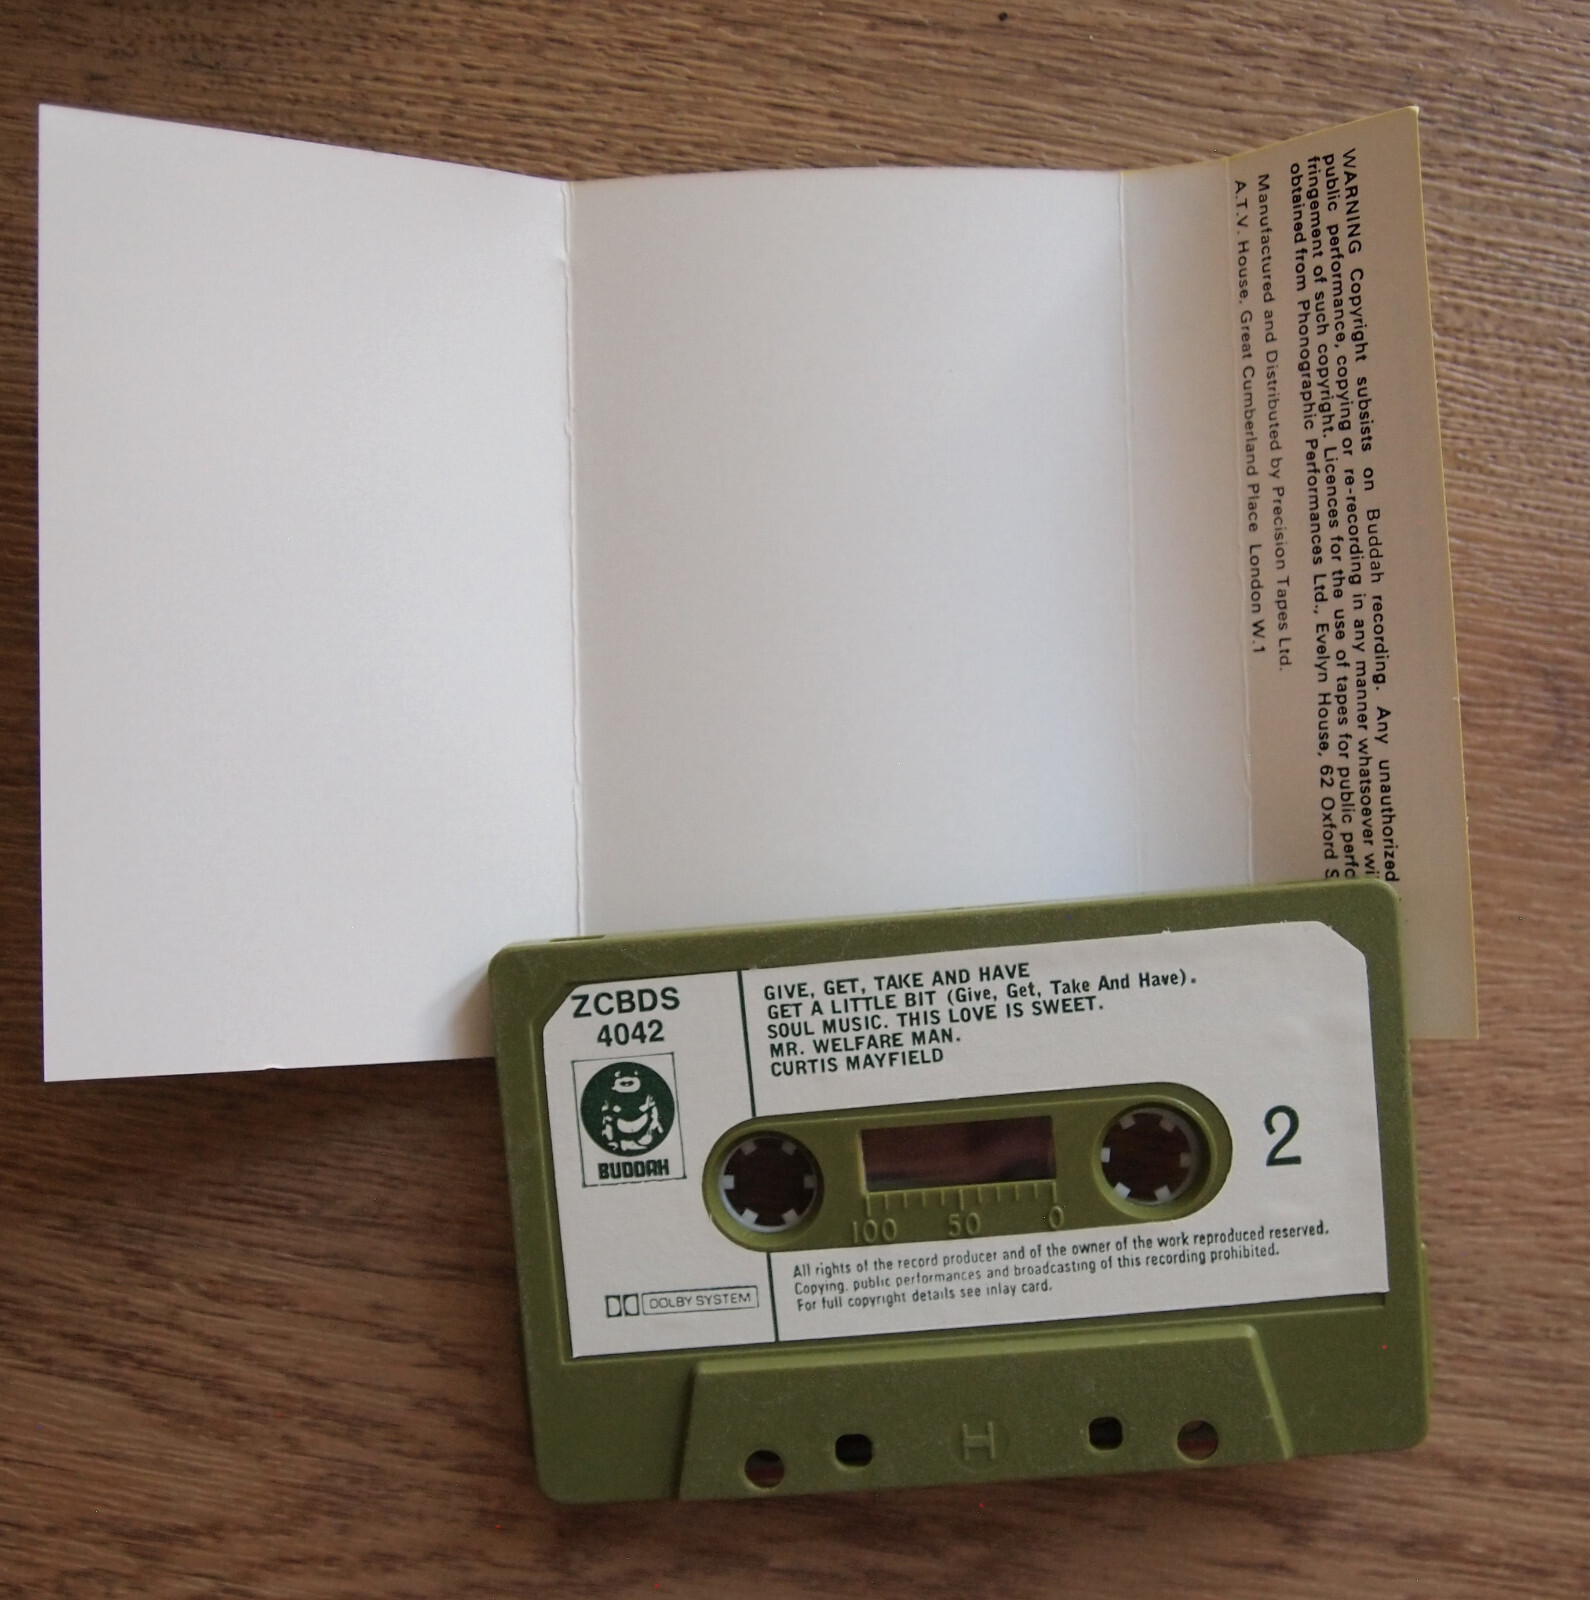 WARNING Copyright subsists on Buddah recording. Any unauthorized
public performance, copying or re-recording in any manner whatsoever
fringement of such copyright. Licences for the use of tapes for public
obtained from Phonographic Performances Ltd., Evelyn House, 62 Oxford
Manufactured and Distributed by Precision Tapes Ltd.
A.T.V. House, Great Cumberland Place London W.1
ZCBDS
4042
BUDDAH
GIVE, GET, TAKE AND HAVE
GET A LITTLE BIT (Give, Get, Take And Have).
SOUL MUSIC. THIS LOVE IS SWEET.
MR. WELFARE MAN.
CURTIS MAYFIELD
2
100 50 0
All rights of the record producer and of the owner of the work reproduced reserved.
Copying, public performances and broadcasting of this recording prohibited.
For full copyright details see inlay card.
DOLBY SYSTEM
H